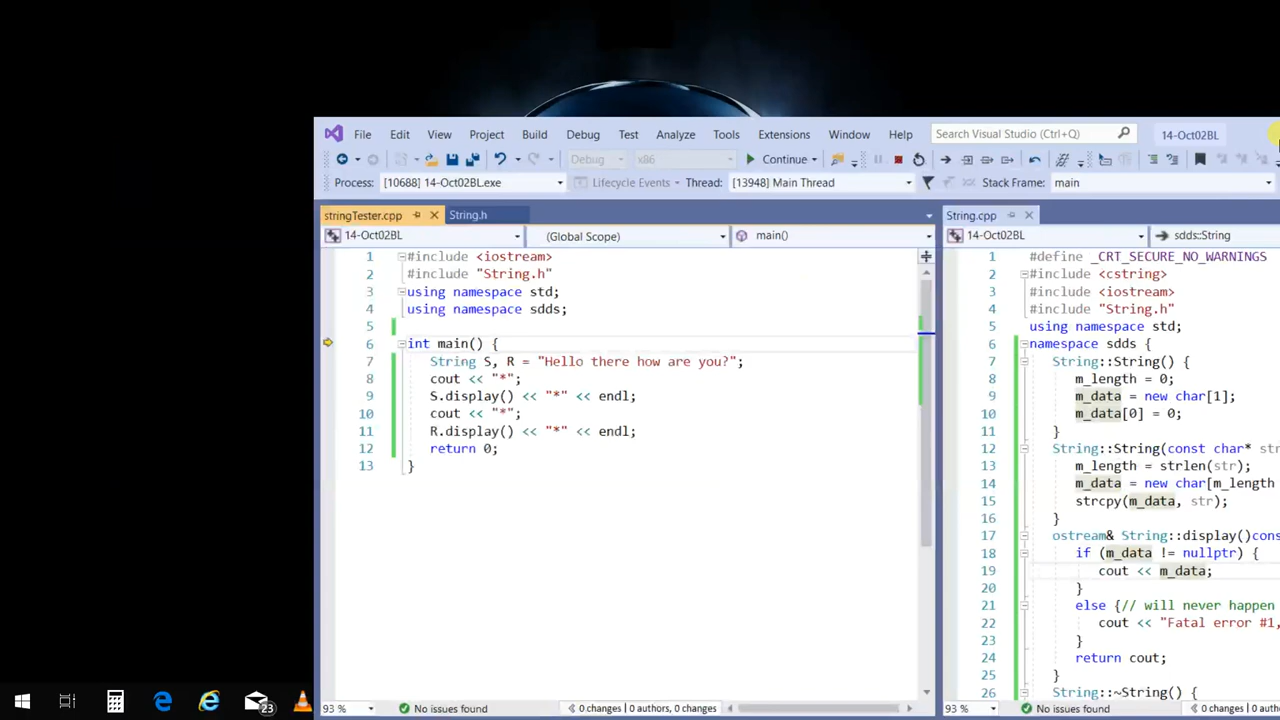 File Edit View Project Build Debug Test Analyze Tools Extensions Window Help Search Visual Studio (Ctrl+Q) 14-Oct02BL
Debug x86 Continue
Process: [10688] 14-Oct02BL.exe Lifecycle Events Thread: [13948] Main Thread Stack Frame: main
stringTester.cpp String.h String.cpp
14-Oct02BL (Global Scope) main() 14-Oct02BL sdds::String
1 #include <iostream>
2 #include "String.h"
3 using namespace std;
4 using namespace sdds;
5
6 int main() {
7 String S, R = "Hello there how are you?";
8 cout << "*";
9 S.display() << "*" << endl;
10 cout << "*";
11 R.display() << "*" << endl;
12 return 0;
13 }
1 #define _CRT_SECURE_NO_WARNINGS
2 #include <cstring>
3 #include <iostream>
4 #include "String.h"
5 using namespace std;
6 namespace sdds {
7 String::String() {
8 m_length = 0;
9 m_data = new char[1];
10 m_data[0] = 0;
11 }
12 String::String(const char* str
13 m_length = strlen(str);
14 m_data = new char[m_length
15 strcpy(m_data, str);
16 }
17 ostream& String::display()const
18 if (m_data != nullptr) {
19 cout << m_data;
20 }
21 else {// will never happen
22 cout << "Fatal error #1,
23 }
24 return cout;
25 }
26 String::~String() {
93 % No issues found 0 changes | 0 authors, 0 changes 93 % No issues found 0 changes | 0
23